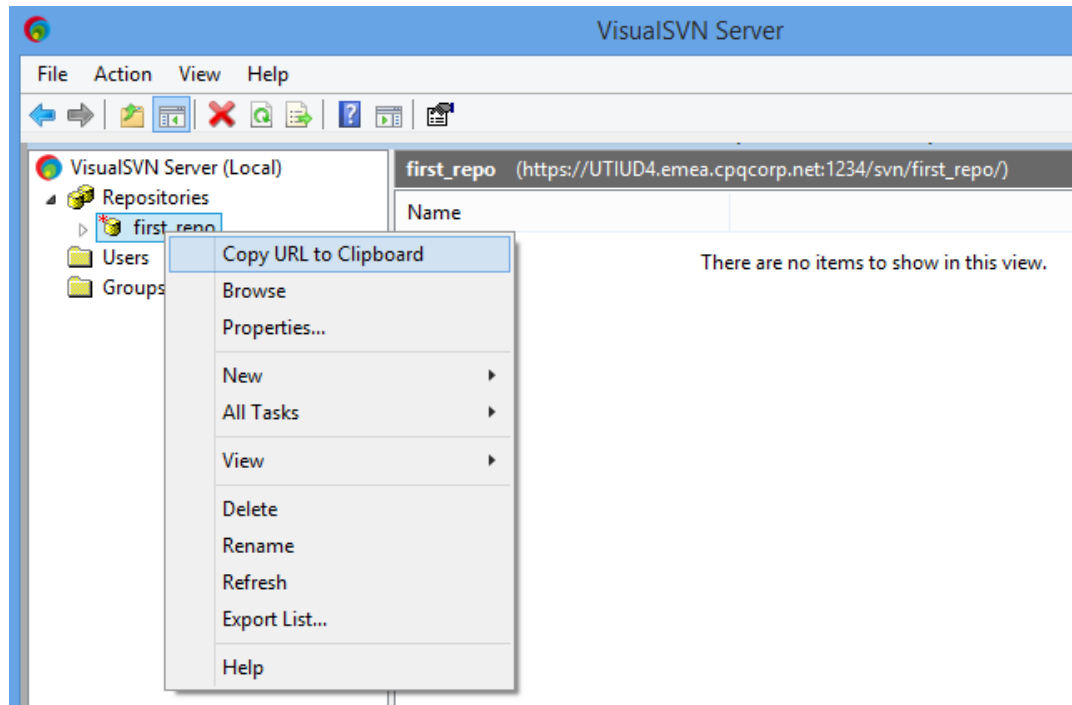 VisualSVN Server
File Action View Help
VisualSVN Server (Local)
Repositories
first_repo
Users
Groups
first_repo (https://UTIUD4.emea.cpqcorp.net:1234/svn/first_repo/)
Name
There are no items to show in this view.
Copy URL to Clipboard
Browse
Properties...
New
All Tasks
View
Delete
Rename
Refresh
Export List...
Help